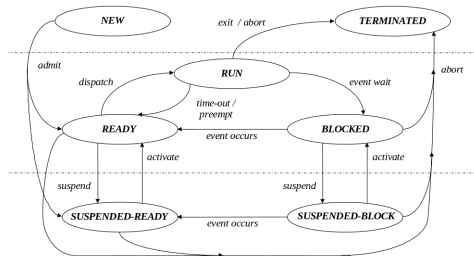 NEW
exit / abort
TERMINATED
admit
dispatch
RUN
event wait
abort
time-out /
preempt
READY
event occurs
BLOCKED
suspend
activate
suspend
activate
SUSPENDED-READY
event occurs
SUSPENDED-BLOCK